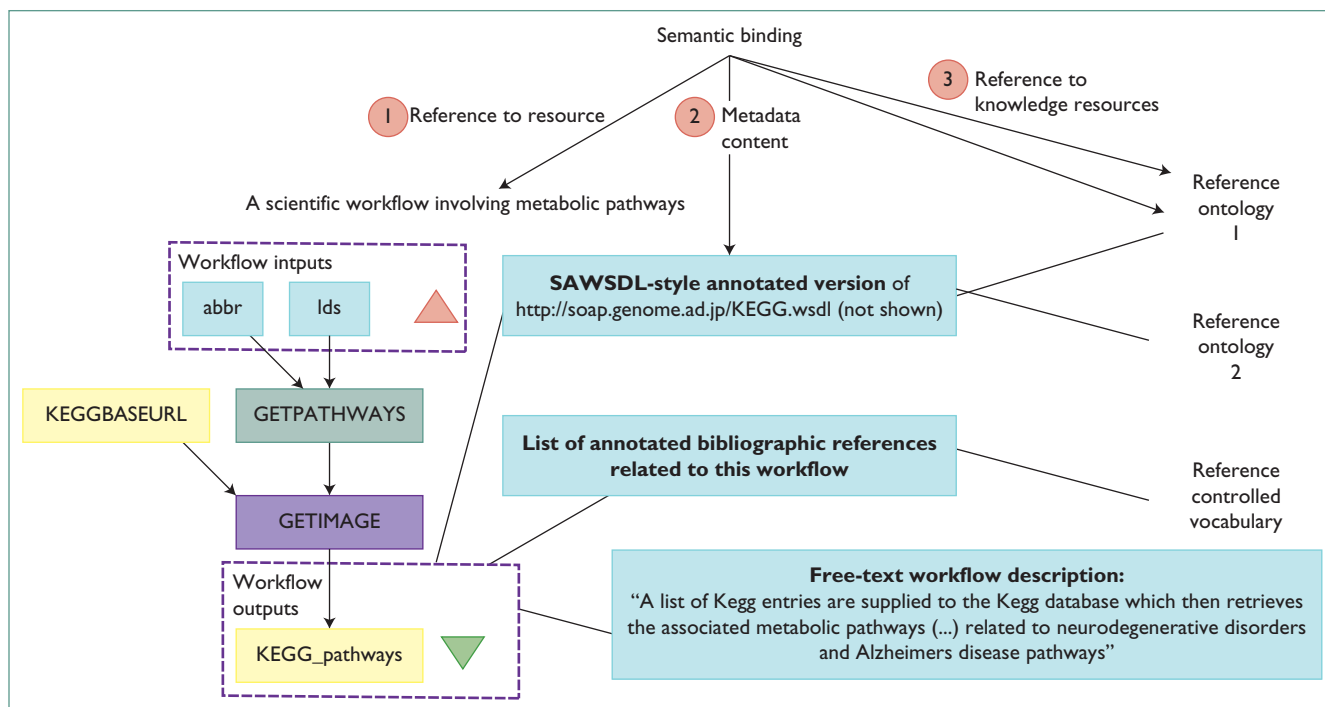 Semantic binding
1
Reference to resource
2
Metadata
content
3
Reference to
knowledge resources
A scientific workflow involving metabolic pathways
Reference
ontology
1
Workflow intputs
abbr
Ids
SAWSDL-style annotated version of
http://soap.genome.ad.jp/KEGG.wsdl (not shown)
Reference
ontology
2
KEGGBASEURL
GETPATHWAYS
List of annotated bibliographic references
related to this workflow
Reference
controlled
vocabulary
GETIMAGE
Workflow
outputs
KEGG_pathways
Free-text workflow description:
“A list of Kegg entries are supplied to the Kegg database which then retrieves
the associated metabolic pathways (...) related to neurodegenerative disorders
and Alzheimers disease pathways”